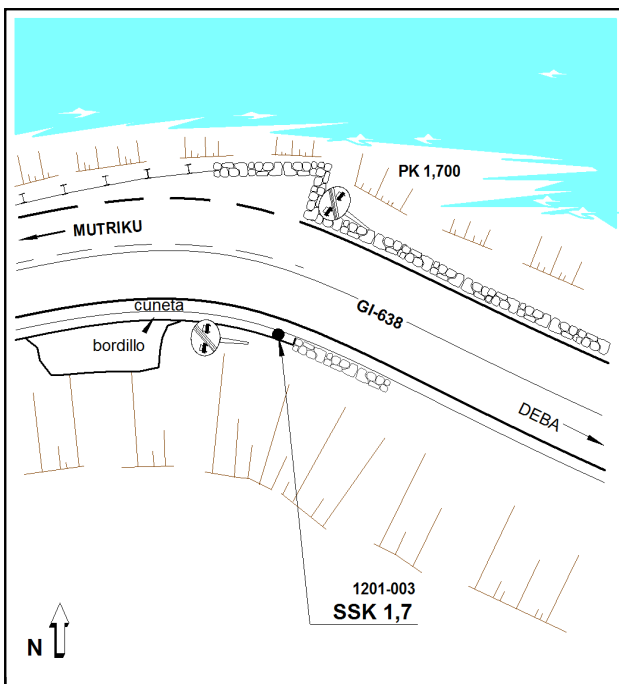 PK 1,700
MUTRIKU
cuneta
GI-638
bordillo
DEBA
1201-003
SSK 1,7
N